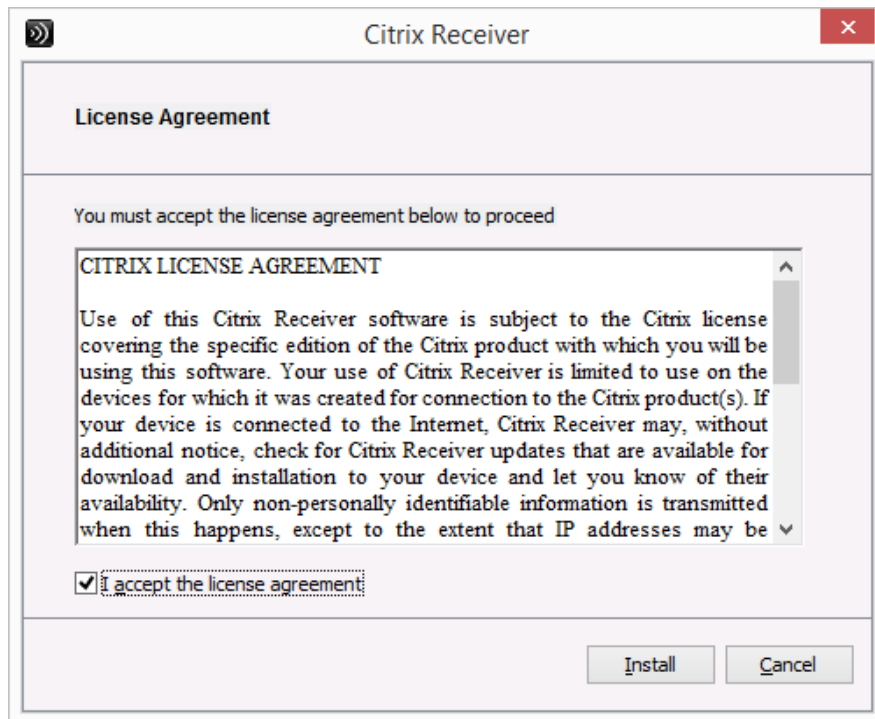 Citrix Receiver
License Agreement
You must accept the license agreement below to proceed
CITRIX LICENSE AGREEMENT
Use of this Citrix Receiver software is subject to the Citrix license
covering the specific edition of the Citrix product with which you will be
using this software. Your use of Citrix Receiver is limited to use on the
devices for which it was created for connection to the Citrix product(s). If
your device is connected to the Internet, Citrix Receiver may, without
additional notice, check for Citrix Receiver updates that are available for
download and installation to your device and let you know of their
availability. Only non-personally identifiable information is transmitted
when this happens, except to the extent that IP addresses may be
I accept the license agreement
Install Cancel